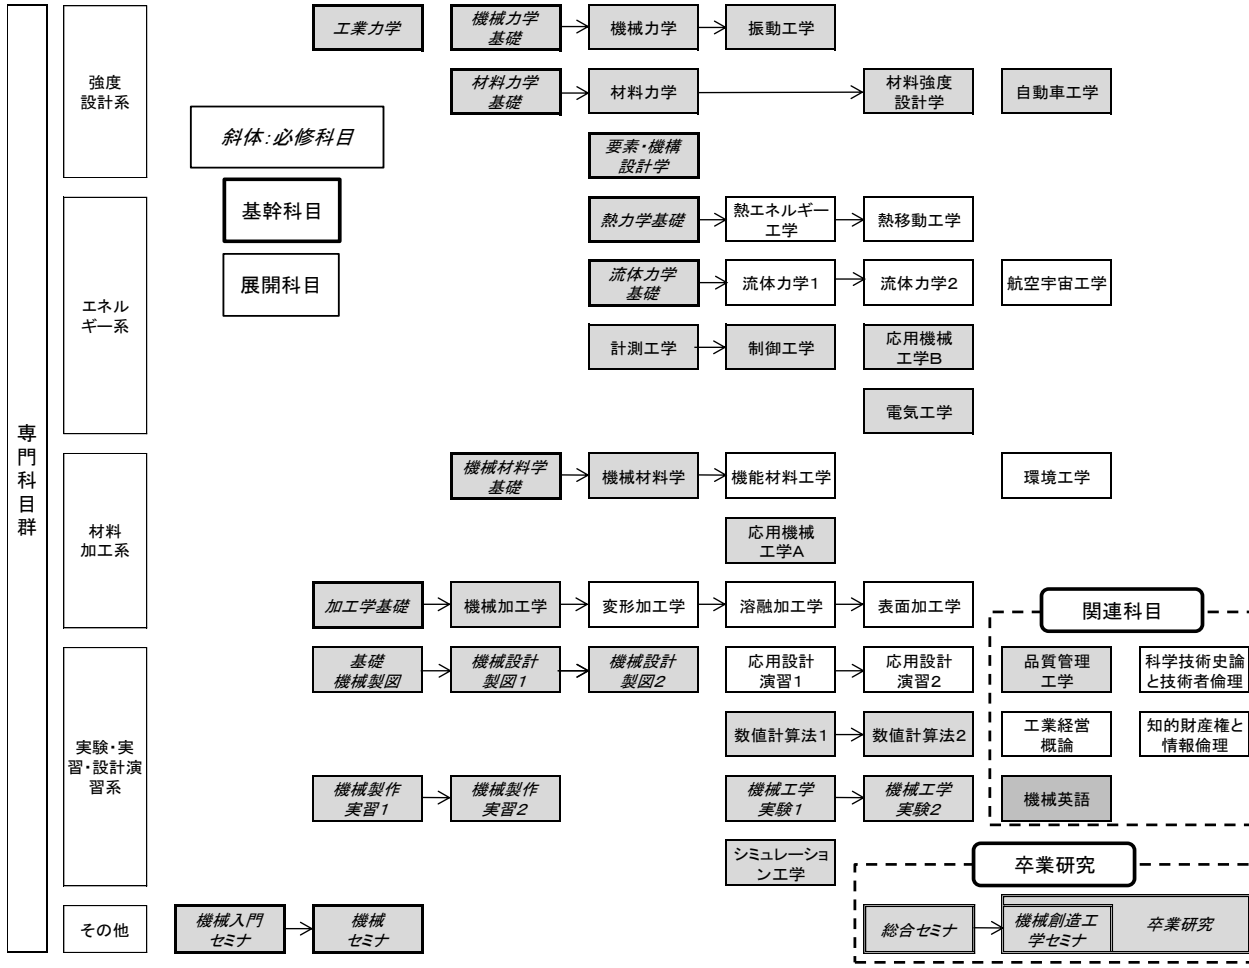 専門科目群
強度
設計系
工業力学
機械力学
基礎
機械力学
振動工学
材料力学
基礎
材料力学
材料強度
設計学
自動車工学
斜体:必修科目
要素・機構
設計学
基幹科目
展開科目
エネル
ギー系
熱力学基礎
熱エネルギー
工学
熱移動工学
流体力学
基礎
流体力学1
流体力学2
航空宇宙工学
計測工学
制御工学
応用機械
工学B
電気工学
材料
加工系
機械材料学
基礎
機械材料学
機能材料工学
環境工学
応用機械
工学A
加工学基礎
機械加工学
変形加工学
溶融加工学
表面加工学
関連科目
実験・実
習・設計演
習系
基礎
機械製図
機械設計
製図1
機械設計
製図2
応用設計
演習1
応用設計
演習2
品質管理
工学
科学技術史論
と技術者倫理
数値計算法1
数値計算法2
工業経営
概論
知的財産権と
情報倫理
機械製作
実習1
機械製作
実習2
機械工学
実験1
機械工学
実験2
機械英語
シミュレーショ
ン工学
卒業研究
その他
機械入門
セミナ
機械
セミナ
総合セミナ
機械創造工
学セミナ
卒業研究